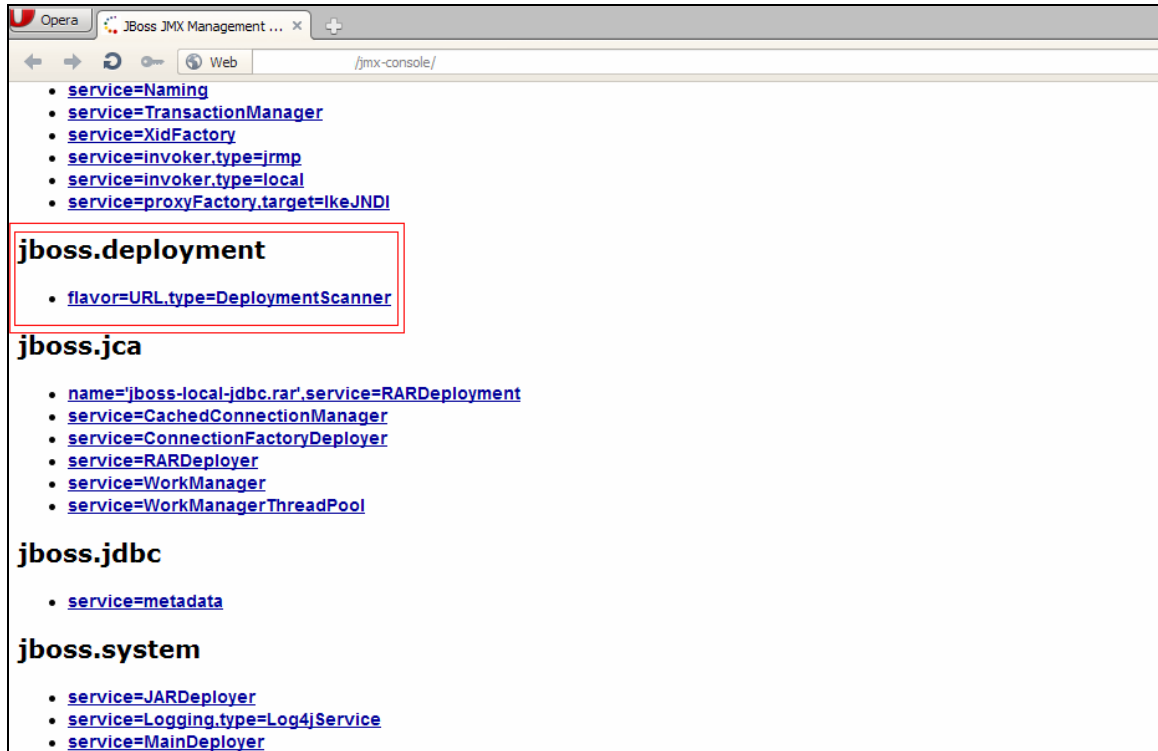 Opera
JBoss JMX Management ...
Web
/jmx-console/
service=Naming
service=TransactionManager
service=XidFactory
service=invoker,type=jrmp
service=invoker,type=local
service=proxyFactory,target=IkeJNDI
jboss.deployment
flavor=URL,type=DeploymentScanner
jboss.jca
name='jboss-local-jdbc.rar',service=RARDeployment
service=CachedConnectionManager
service=ConnectionFactoryDeployer
service=RARDeployer
service=WorkManager
service=WorkManagerThreadPool
jboss.jdbc
service=metadata
jboss.system
service=JARDeployer
service=Logging,type=Log4jService
service=MainDeployer